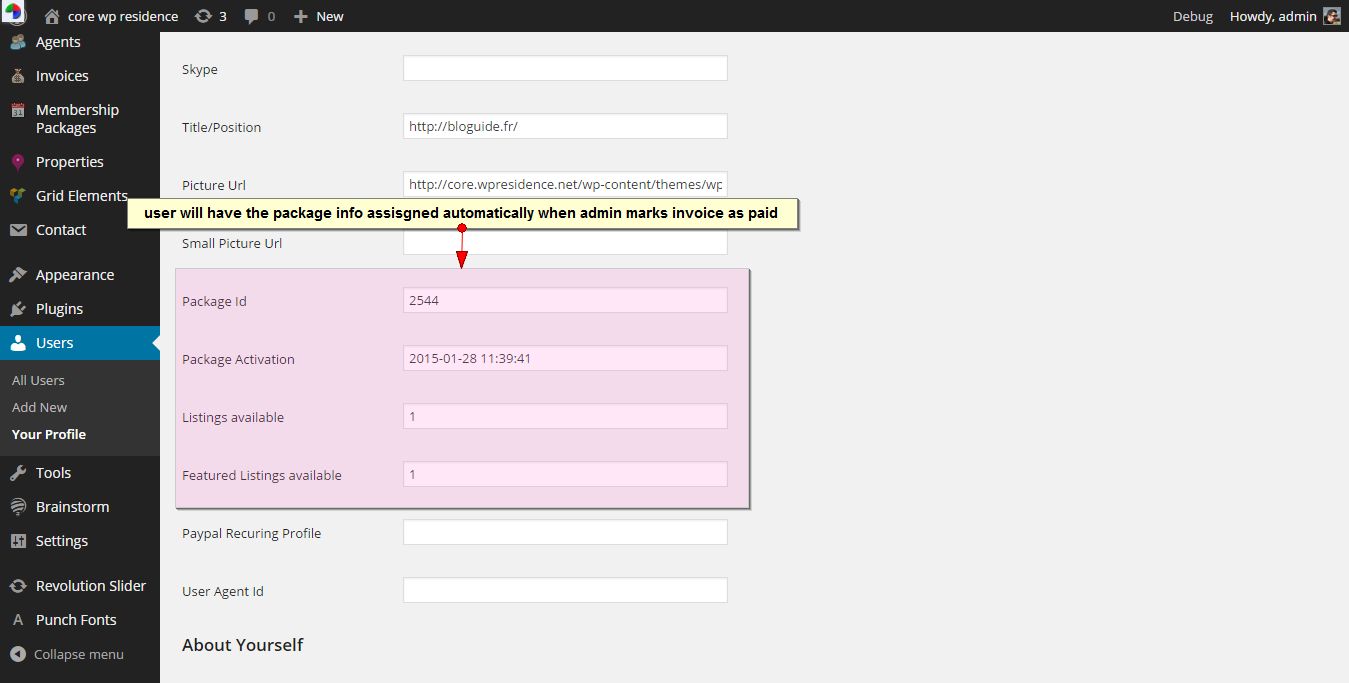 core wp residence 3 0 New Debug Howdy, admin
Agents
Invoices
Membership
Packages
Properties
Grid Elements
Contact
Appearance
Plugins
Users
All Users
Add New
Your Profile
Tools
Brainstorm
Settings
Revolution Slider
Punch Fonts
Collapse menu
Skype
Title/Position http://bloguide.fr/
Picture Url http://core.wpresidence.net/wp-content/themes/wp
user will have the package info assisgned automatically when admin marks invoice as paid
Small Picture Url
Package Id 2544
Package Activation 2015-01-28 11:39:41
Listings available 1
Featured Listings available 1
Paypal Recuring Profile
User Agent Id
About Yourself